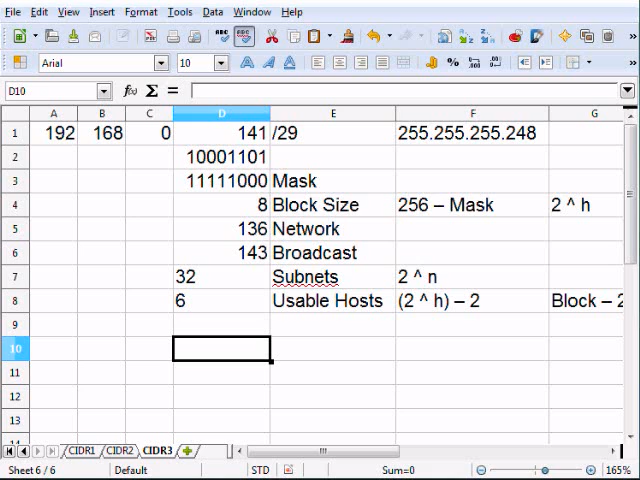 File Edit View Insert Format Tools Data Window Help
Arial 10
D10
A B C D E F G
1 192 168 0 141 /29 255.255.255.248
2 10001101
3 11111000 Mask
4 8 Block Size 256 – Mask 2 ^ h
5 136 Network
6 143 Broadcast
7 32 Subnets 2 ^ n
8 6 Usable Hosts (2 ^ h) – 2 Block – 2
9
10
11
12
13
14
CIDR1 CIDR2 CIDR3
Sheet 6 / 6 Default STD Sum=0 165%